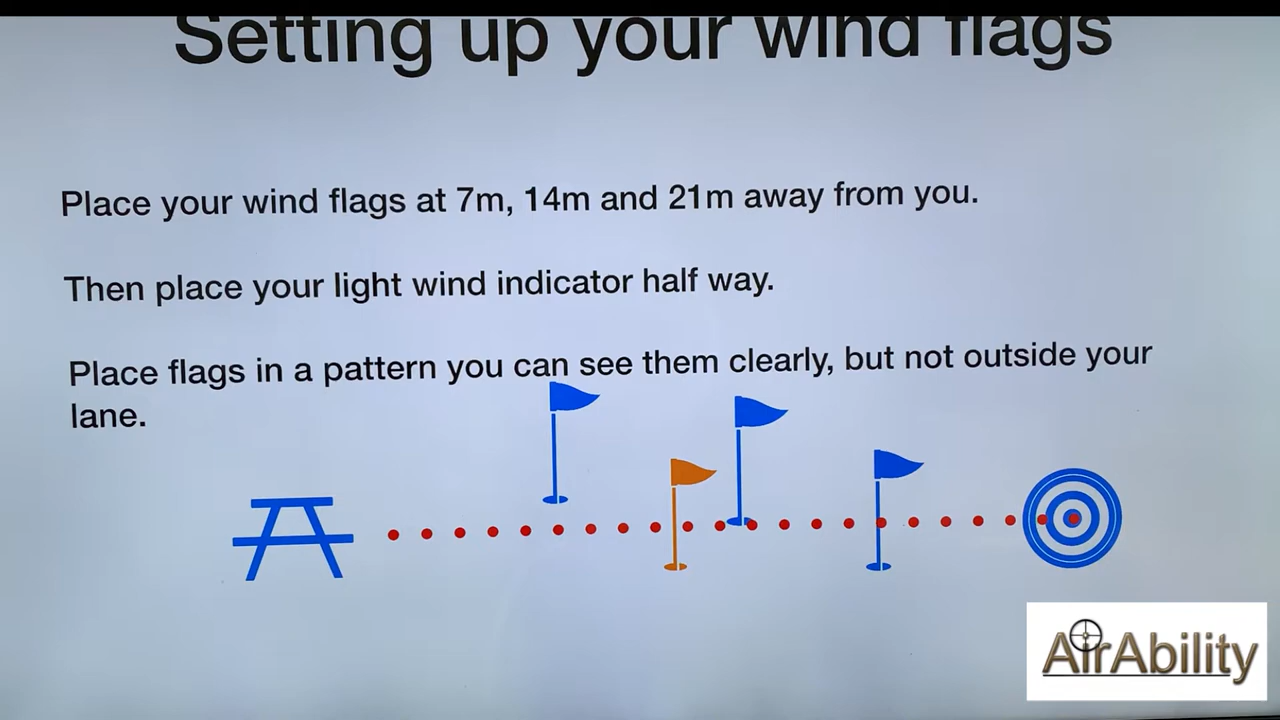 Setting up your wind flags
Place your wind flags at 7m, 14m and 21m away from you.
Then place your light wind indicator half way.
Place flags in a pattern you can see them clearly, but not outside your
lane.
AirAbility